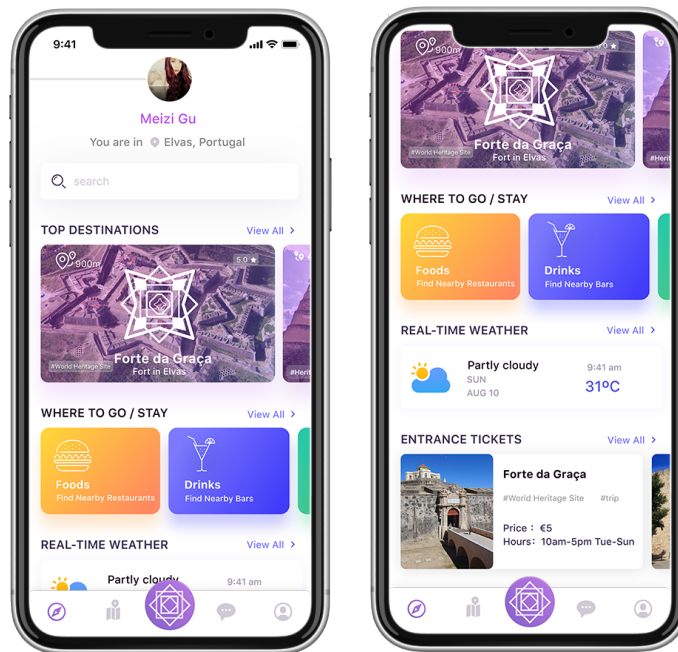 9:41
Meizi Gu
You are in Elvas, Portugal
search
TOP DESTINATIONS
View All >
900m
5.0 ★
Forte da Graça
#World Heritage Site
Fort in Elvas
#Herit
WHERE TO GO / STAY
View All >
Foods
Find Nearby Restaurants
Drinks
Find Nearby Bars
REAL-TIME WEATHER
View All >
Partly cloudy
9:41 am
900m
.0 ★
Forte da Graça
#World Heritage Site
Fort in Elvas
#Herit
WHERE TO GO / STAY
View All >
Foods
Find Nearby Restaurants
Drinks
Find Nearby Bars
REAL-TIME WEATHER
View All >
Partly cloudy
9:41 am
SUN
31ºC
AUG 10
ENTRANCE TICKETS
View All >
Forte da Graça
#World Heritage Site #trip
Price : €5
Hours: 10am-5pm Tue-Sun